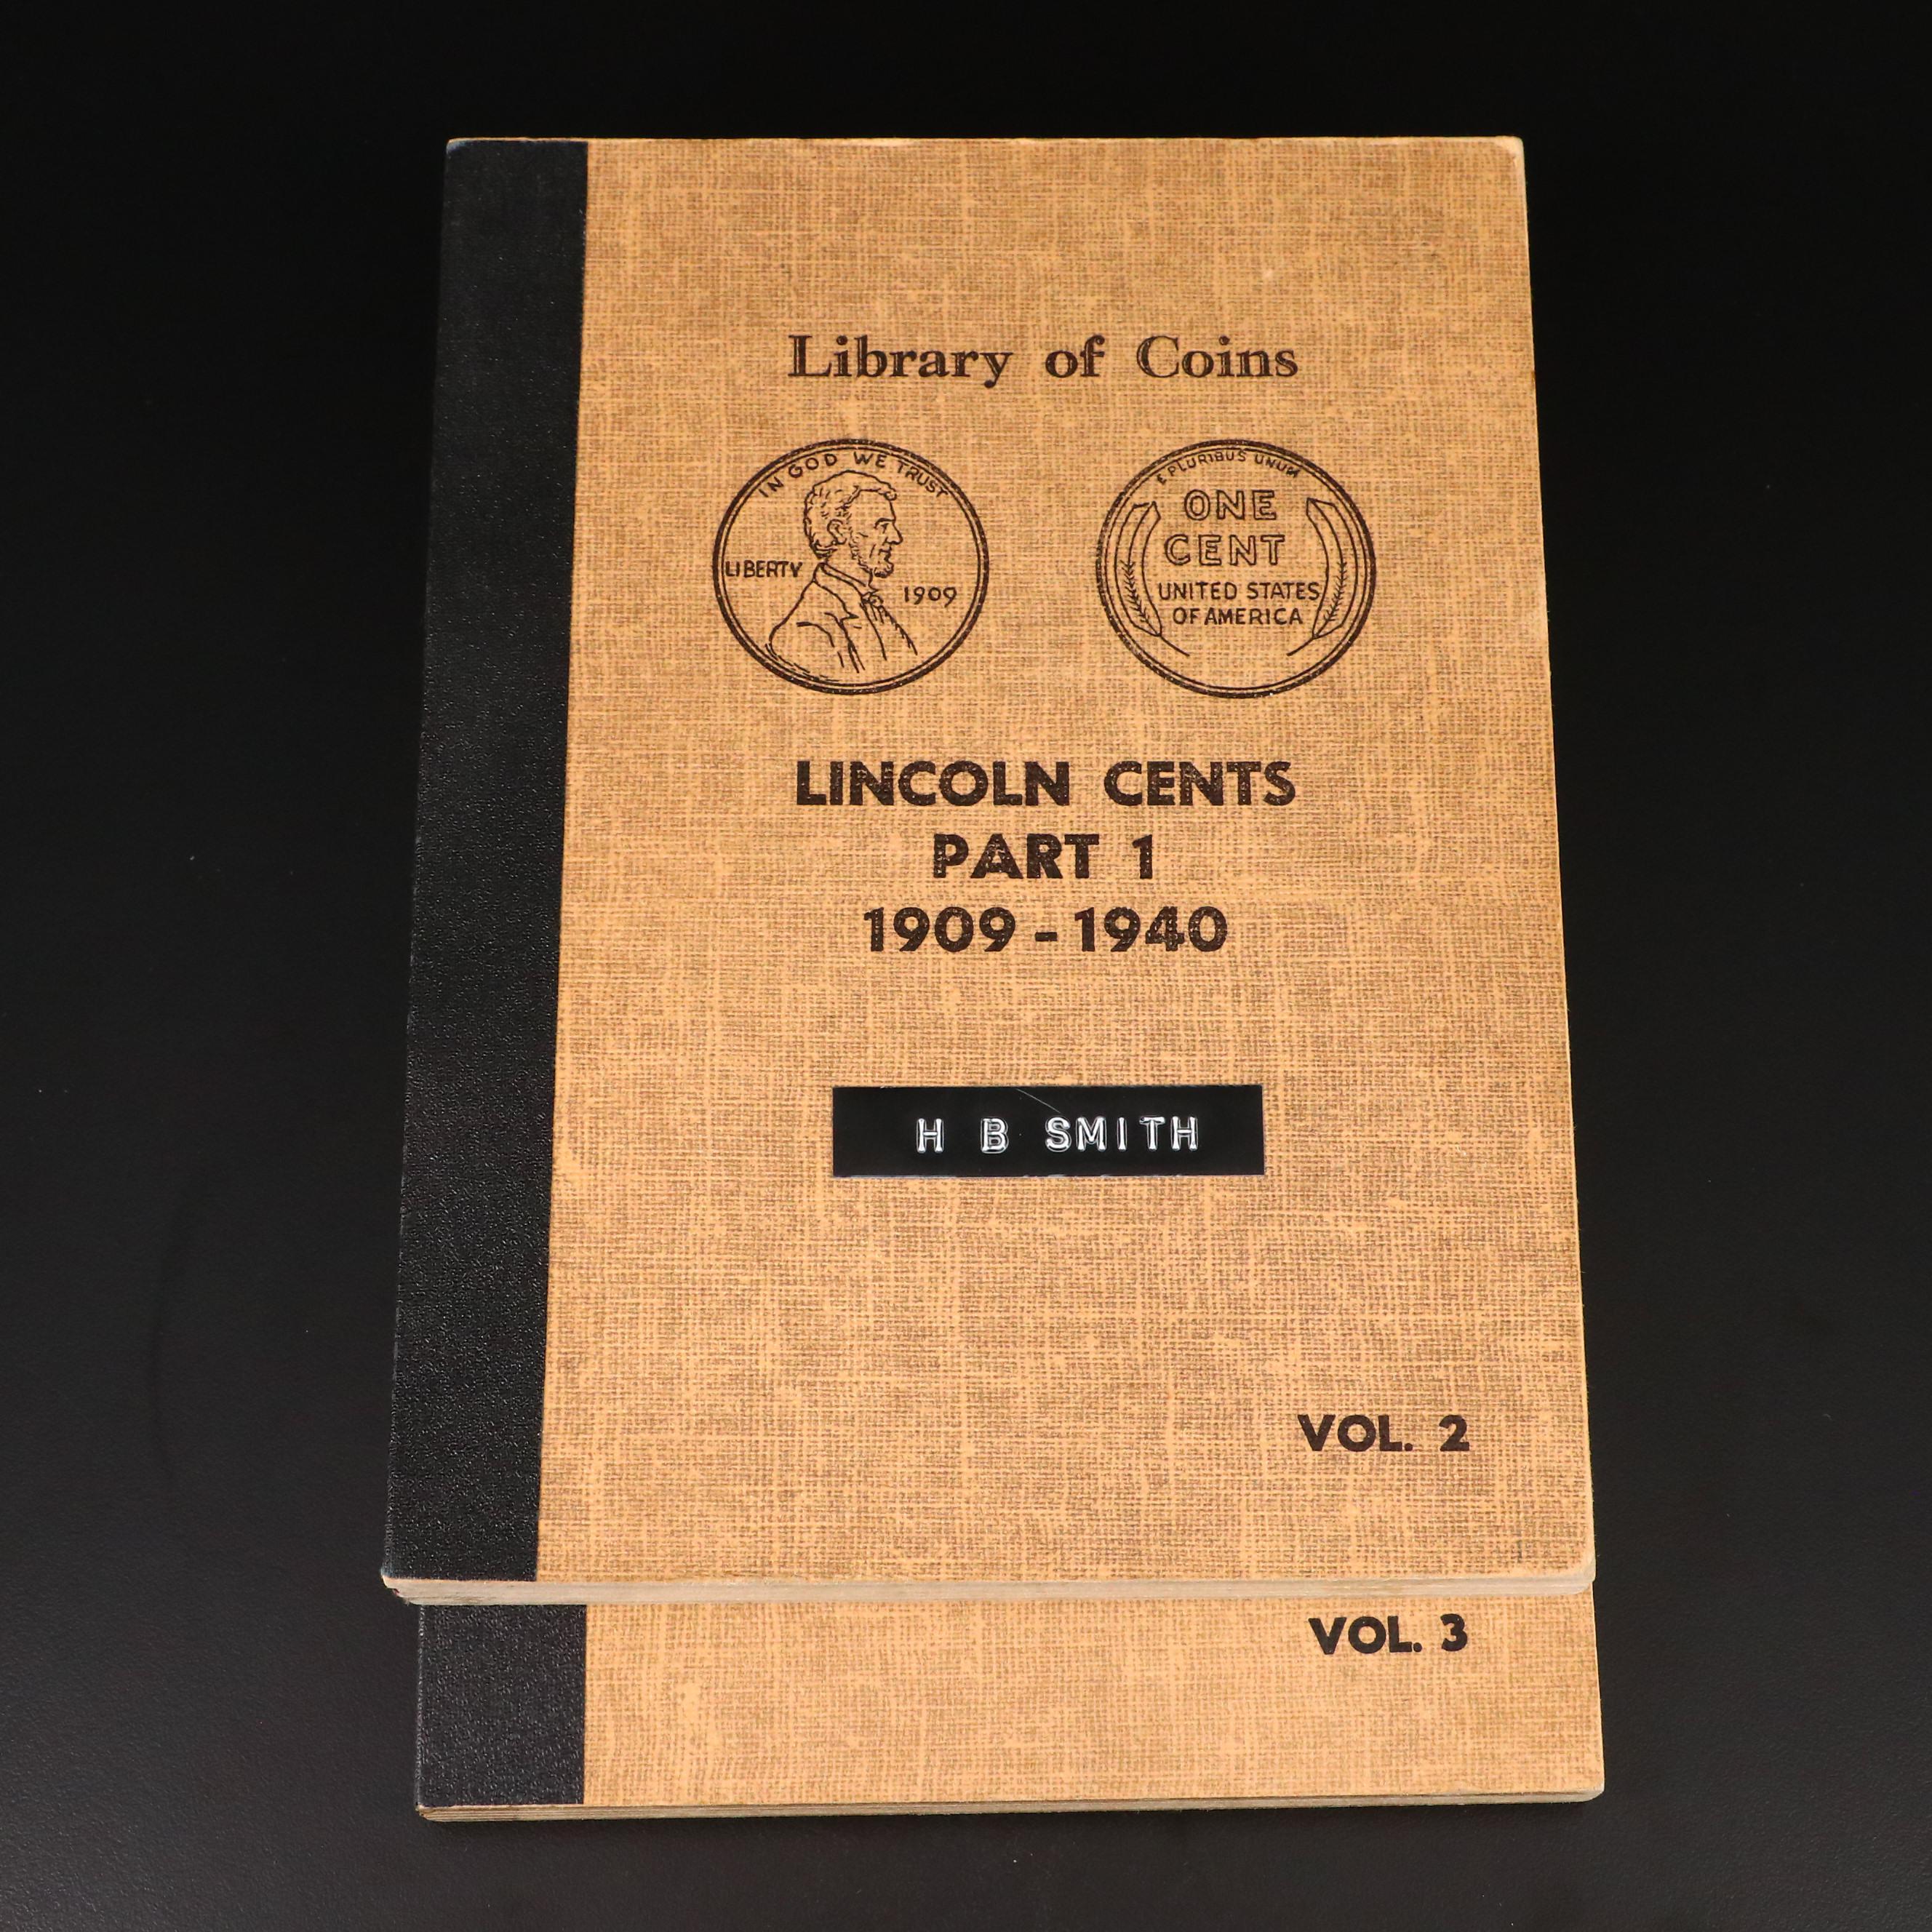 Library of Coins
IN GOD WE TRUST
LIBERTY
1909
E PLURIBUS UNUM
ONE
CENT
UNITED STATES
OF AMERICA
LINCOLN CENTS
PART 1
1909-1940
H B SMITH
VOL. 2
VOL. 3